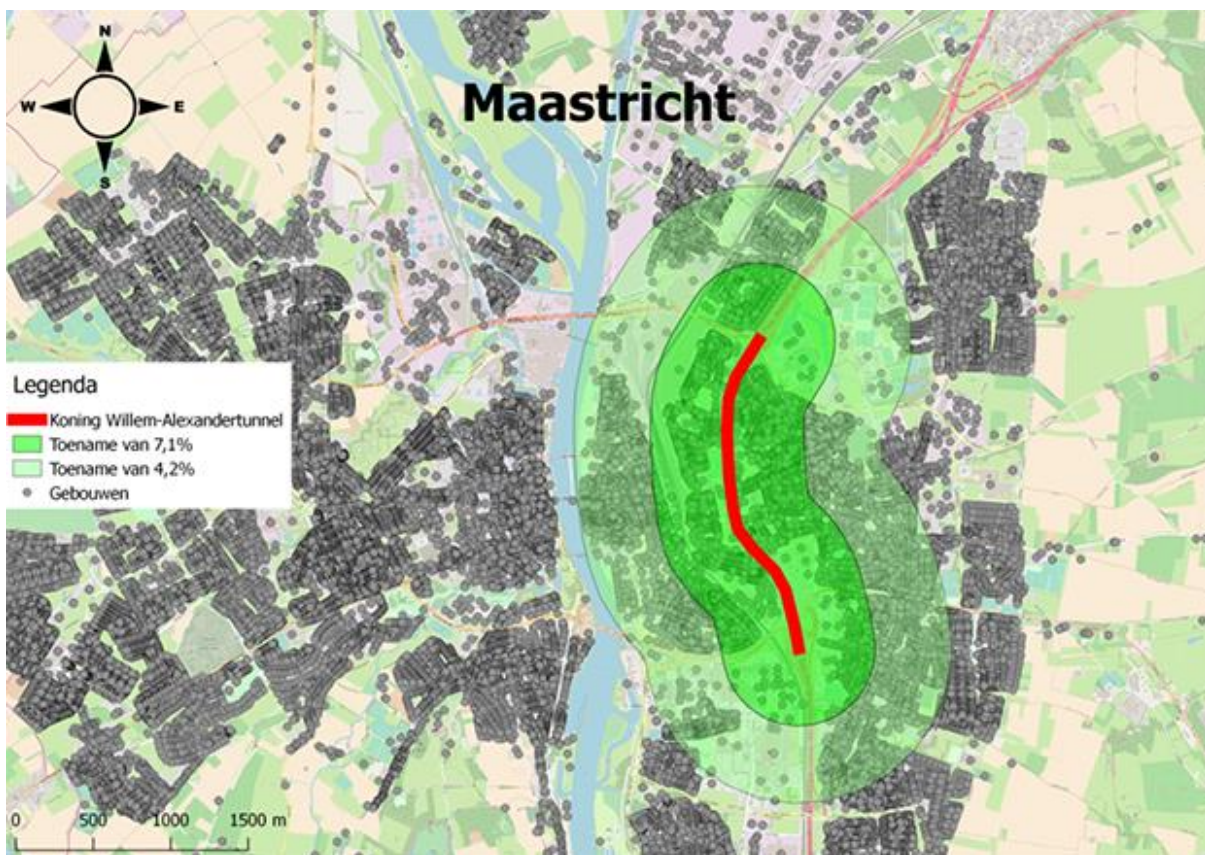 N
Maastricht
W E
S
Legenda
Koning Willem-Alexandertunnel
Toename van 7,1%
Toename van 4,2%
Gebouwen
0 500 1000 1500 m